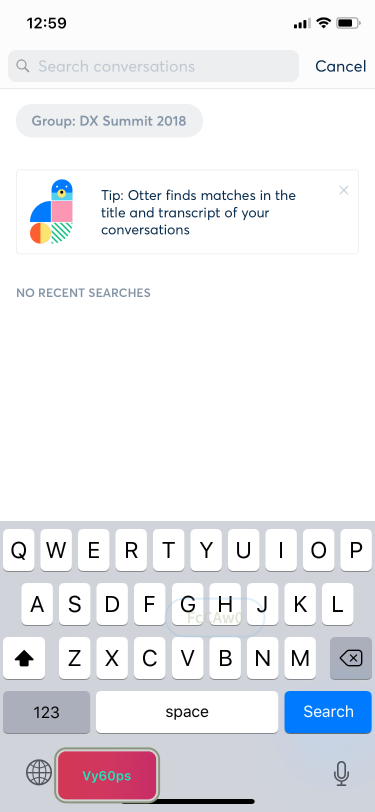 12:59
Search conversations
Cancel
Group: DX Summit 2018
Tip: Otter finds matches in the
title and transcript of your
conversations
NO RECENT SEARCHES
Q W E R T Y U I O P
A S D F G H J K L
Z X C V B N M
123
space
Search
Vy60ps